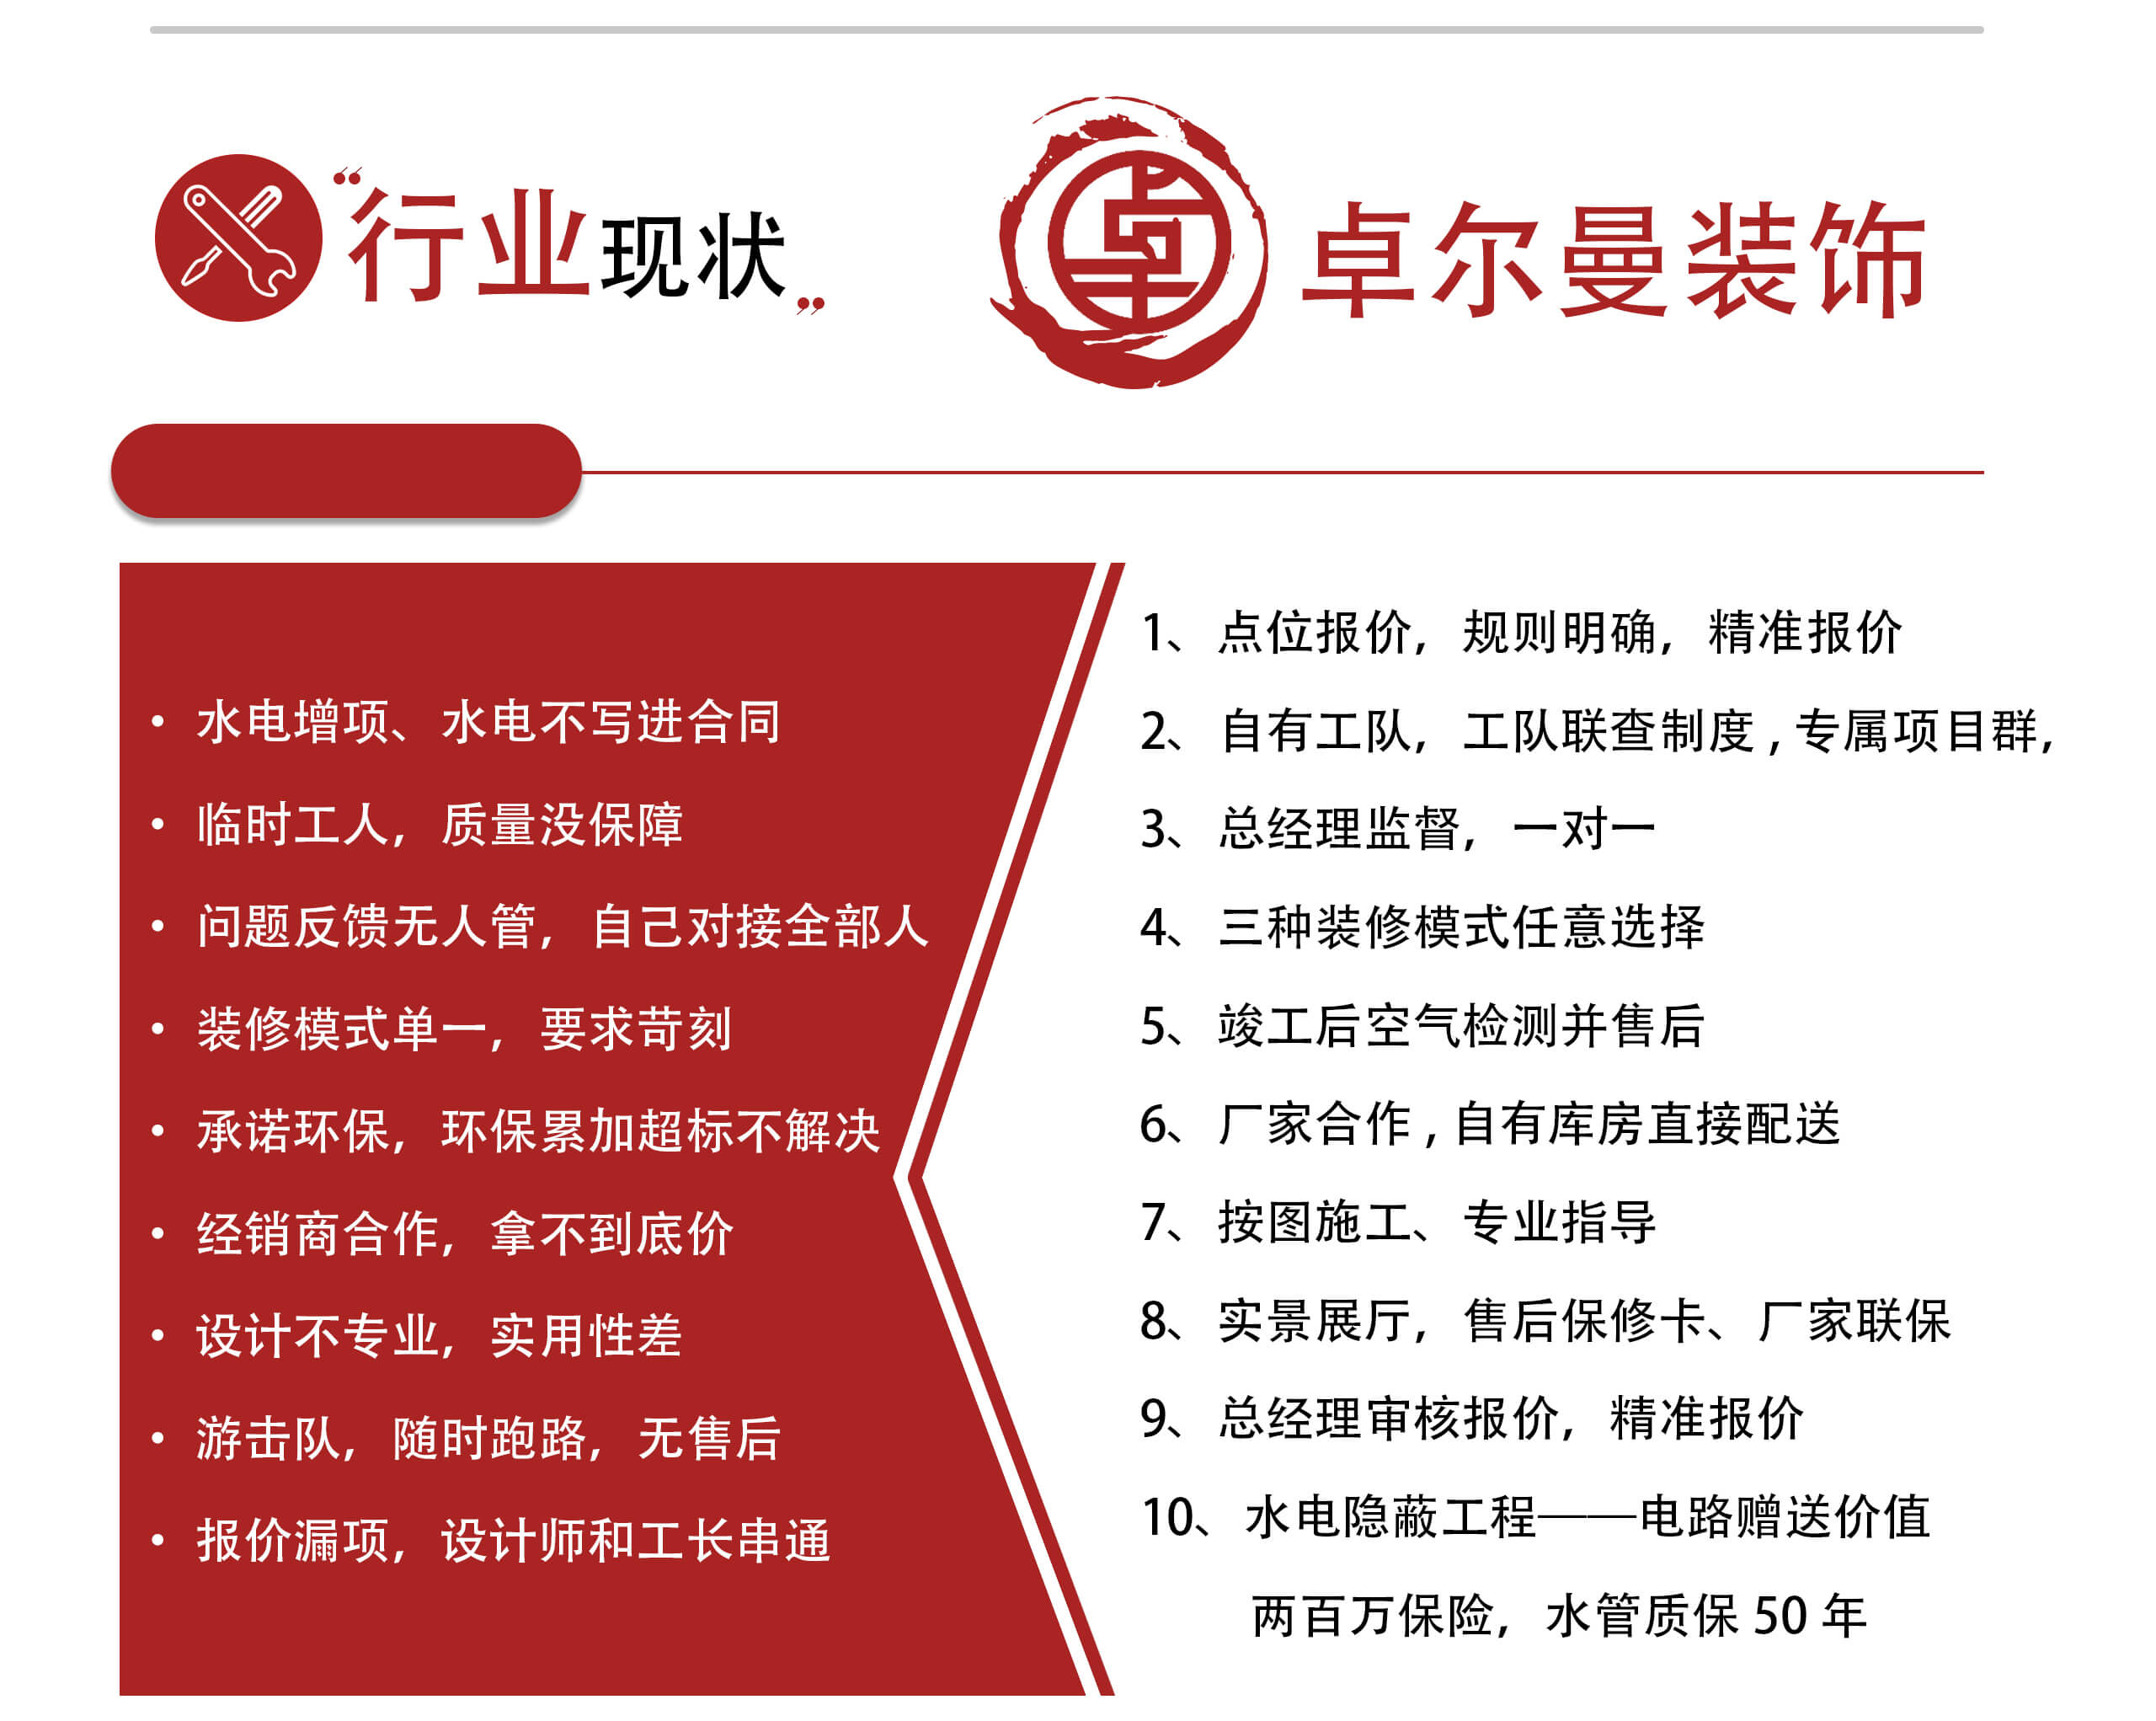 “行业现状”
卓
卓尔曼装饰
• 水电增项、水电不写进合同
• 临时工人，质量没保障
• 问题反馈无人管，自己对接全部人
• 装修模式单一，要求苛刻
• 承诺环保，环保累加超标不解决
• 经销商合作，拿不到底价
• 设计不专业，实用性差
• 游击队，随时跑路，无售后
• 报价漏项，设计师和工长串通
1、点位报价，规则明确，精准报价
2、自有工队，工队联查制度，专属项目群，
3、总经理监督，一对一
4、三种装修模式任意选择
5、竣工后空气检测并售后
6、厂家合作，自有库房直接配送
7、按图施工、专业指导
8、实景展厅，售后保修卡、厂家联保
9、总经理审核报价，精准报价
10、水电隐蔽工程——电路赠送价值
两百万保险，水管质保 50 年